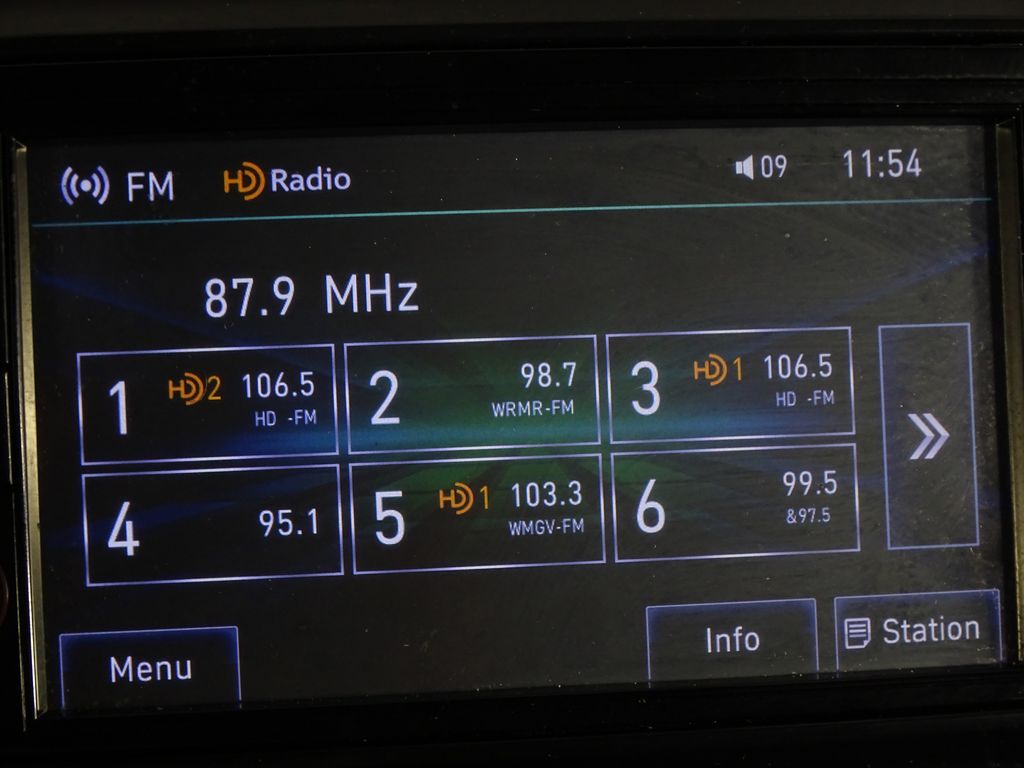 FM HD Radio 09 11:54
87.9 MHz
1 HD2 106.5
HD -FM
2 98.7
WRMR-FM
3 HD1 106.5
HD -FM
4 95.1
5 HD1 103.3
WMGV-FM
6 99.5
&97.5
Menu
Info
Station